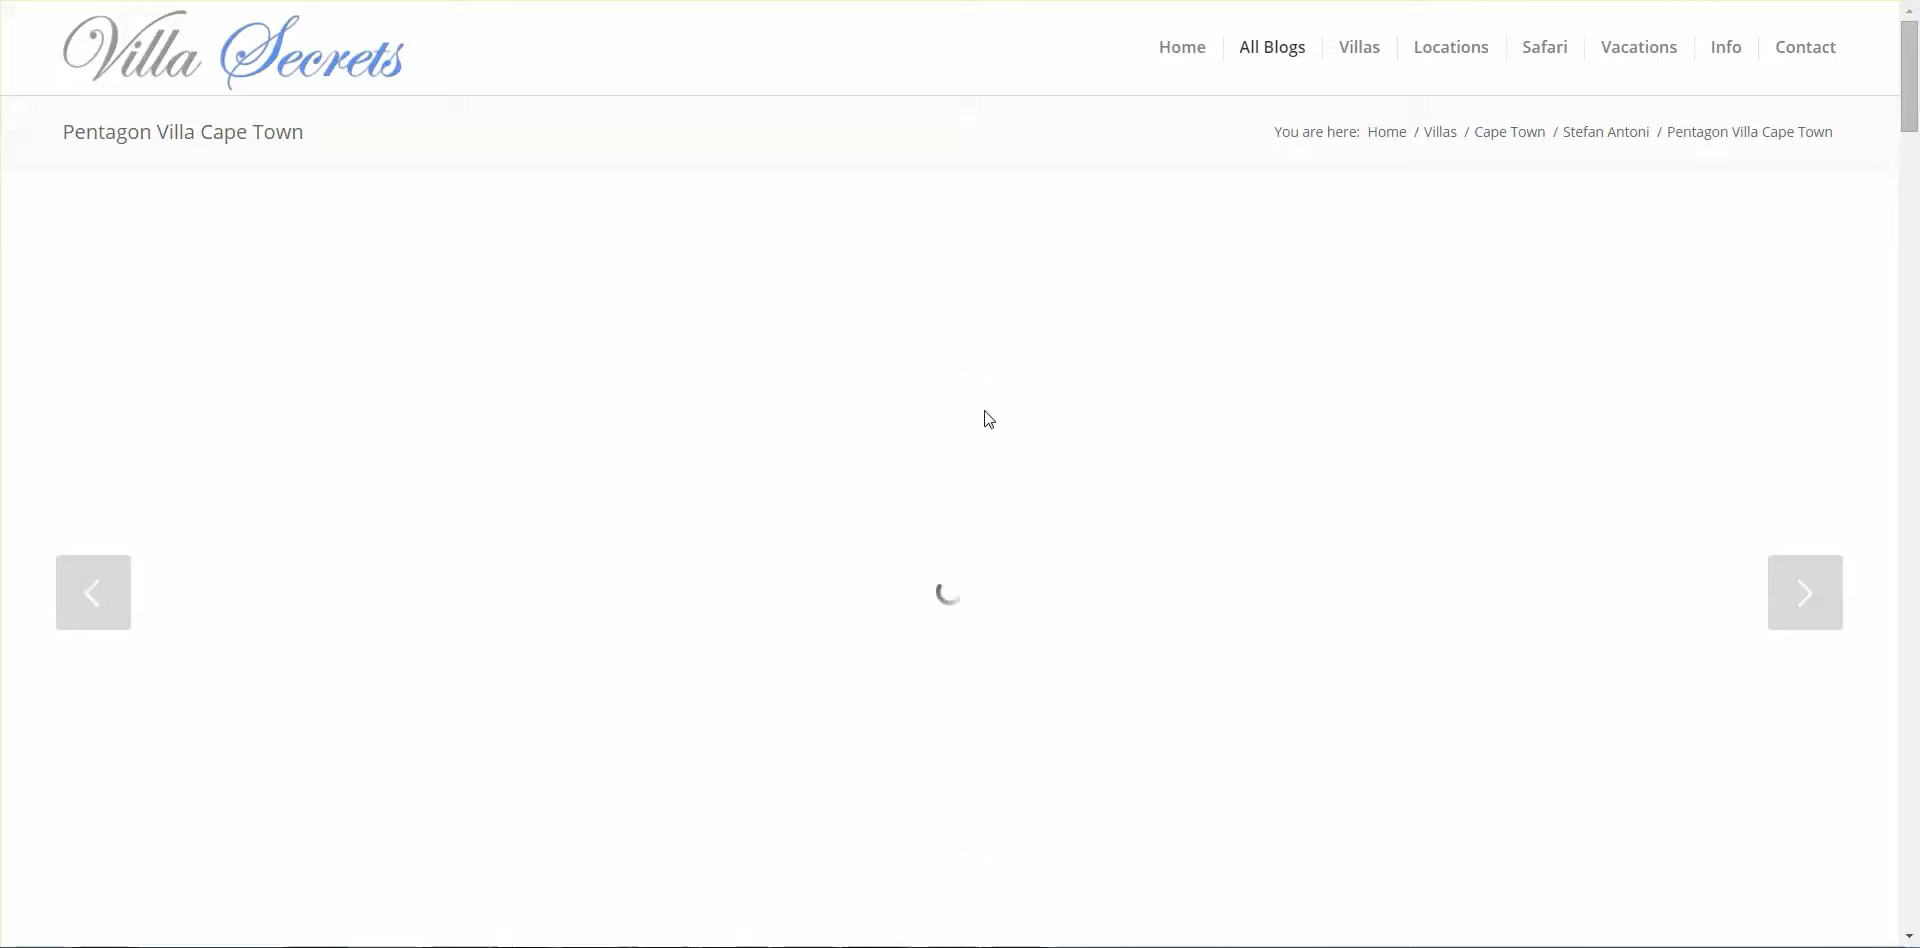 Villa Secrets
Home All Blogs Villas Locations Safari Vacations Info Contact
Pentagon Villa Cape Town
You are here: Home / Villas / Cape Town / Stefan Antoni / Pentagon Villa Cape Town